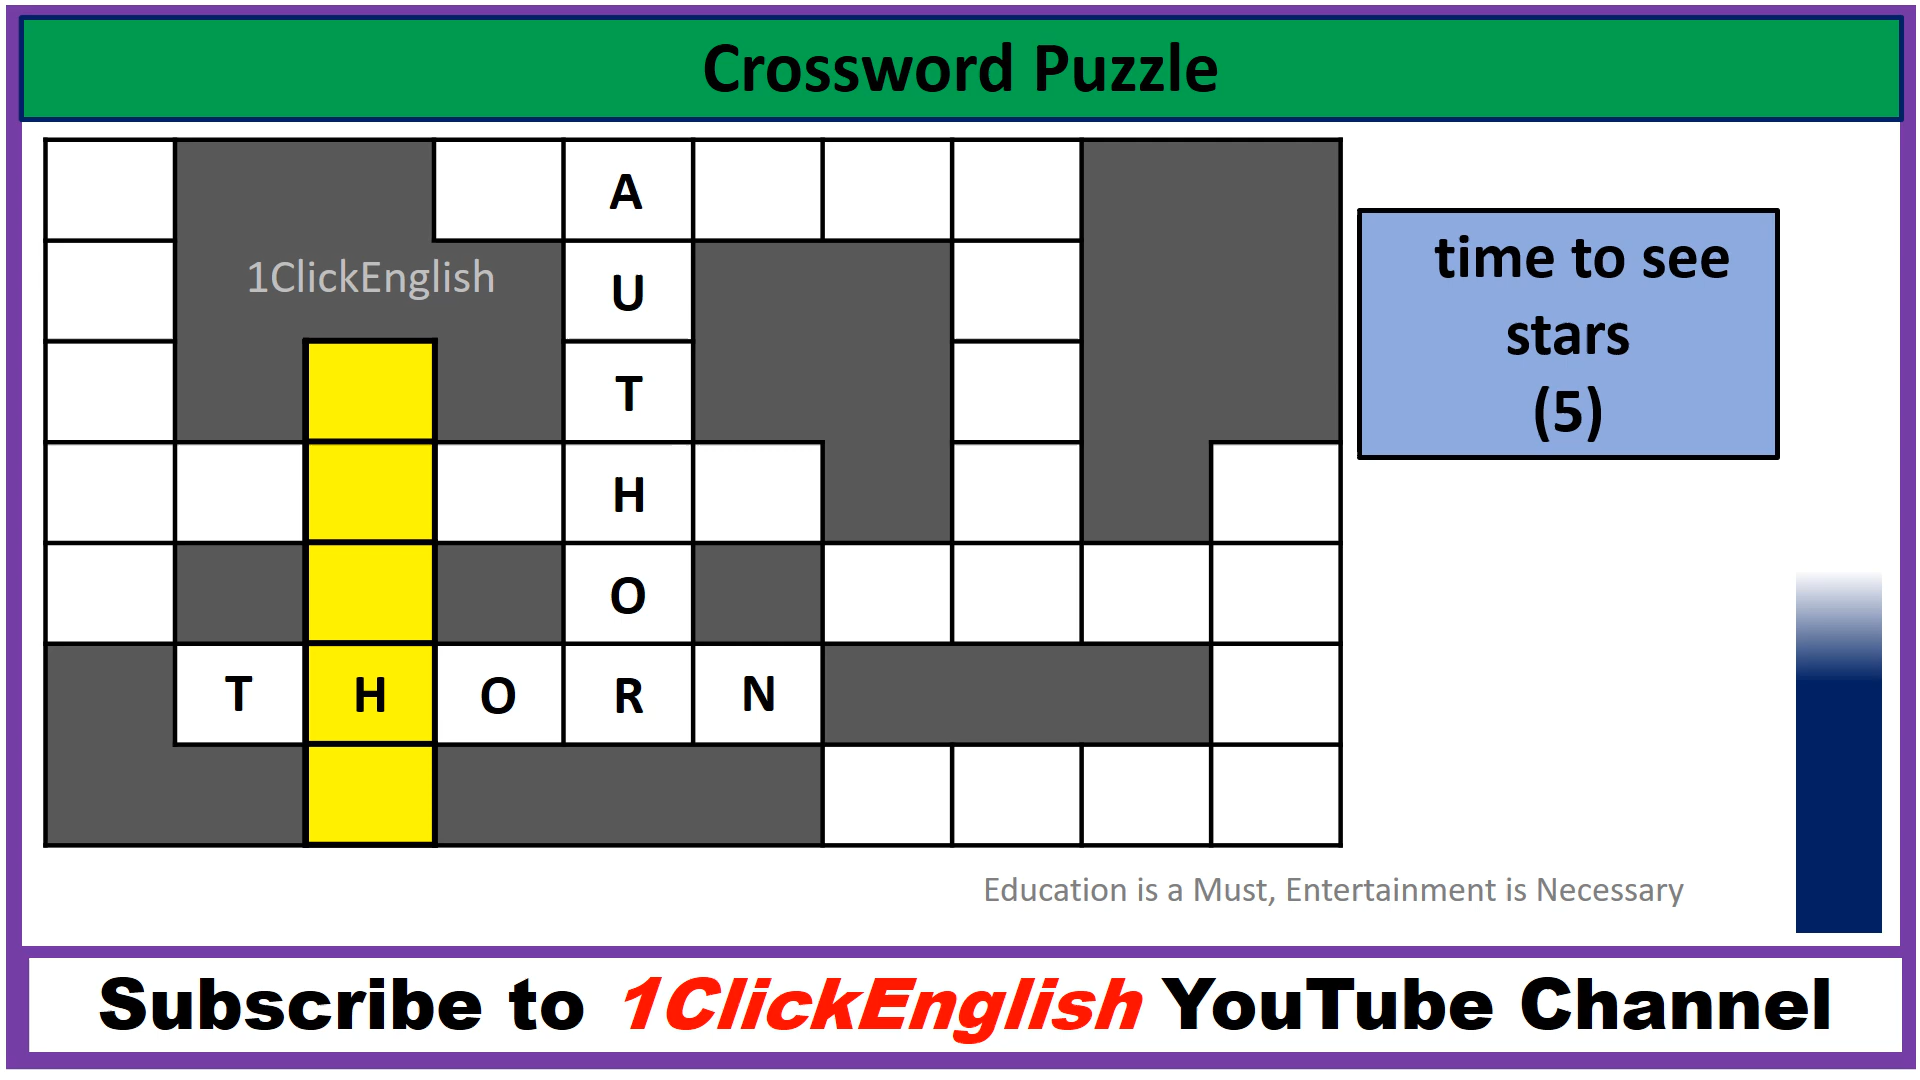 Crossword Puzzle
A
1ClickEnglish
U
T
H
O
T H O R N
time to see
stars
(5)
Education is a Must, Entertainment is Necessary
Subscribe to 1ClickEnglish YouTube Channel